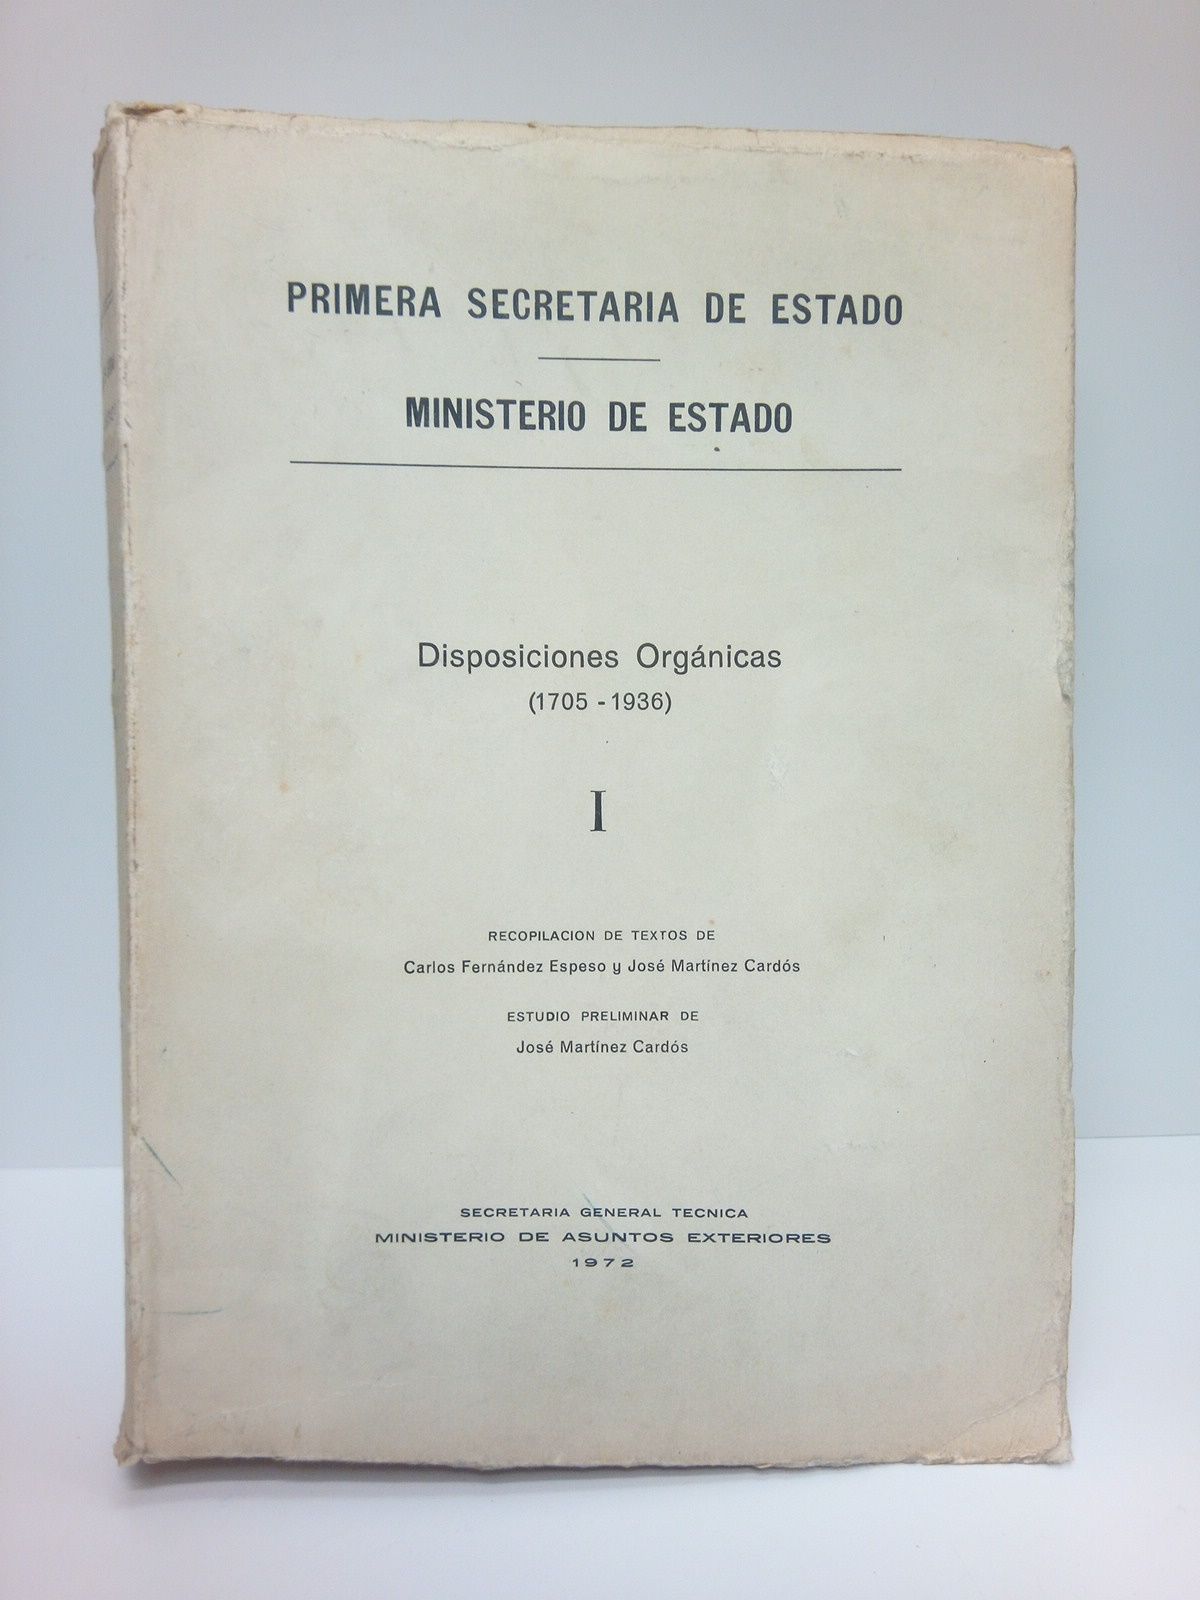 PRIMERA SECRETARIA DE ESTADO
MINISTERIO DE ESTADO
Disposiciones Orgánicas
(1705 - 1936)
I
RECOPILACION DE TEXTOS DE
Carlos Fernández Espeso y José Martínez Cardós
ESTUDIO PRELIMINAR DE
José Martínez Cardós
SECRETARIA GENERAL TECNICA
MINISTERIO DE ASUNTOS EXTERIORES
1972